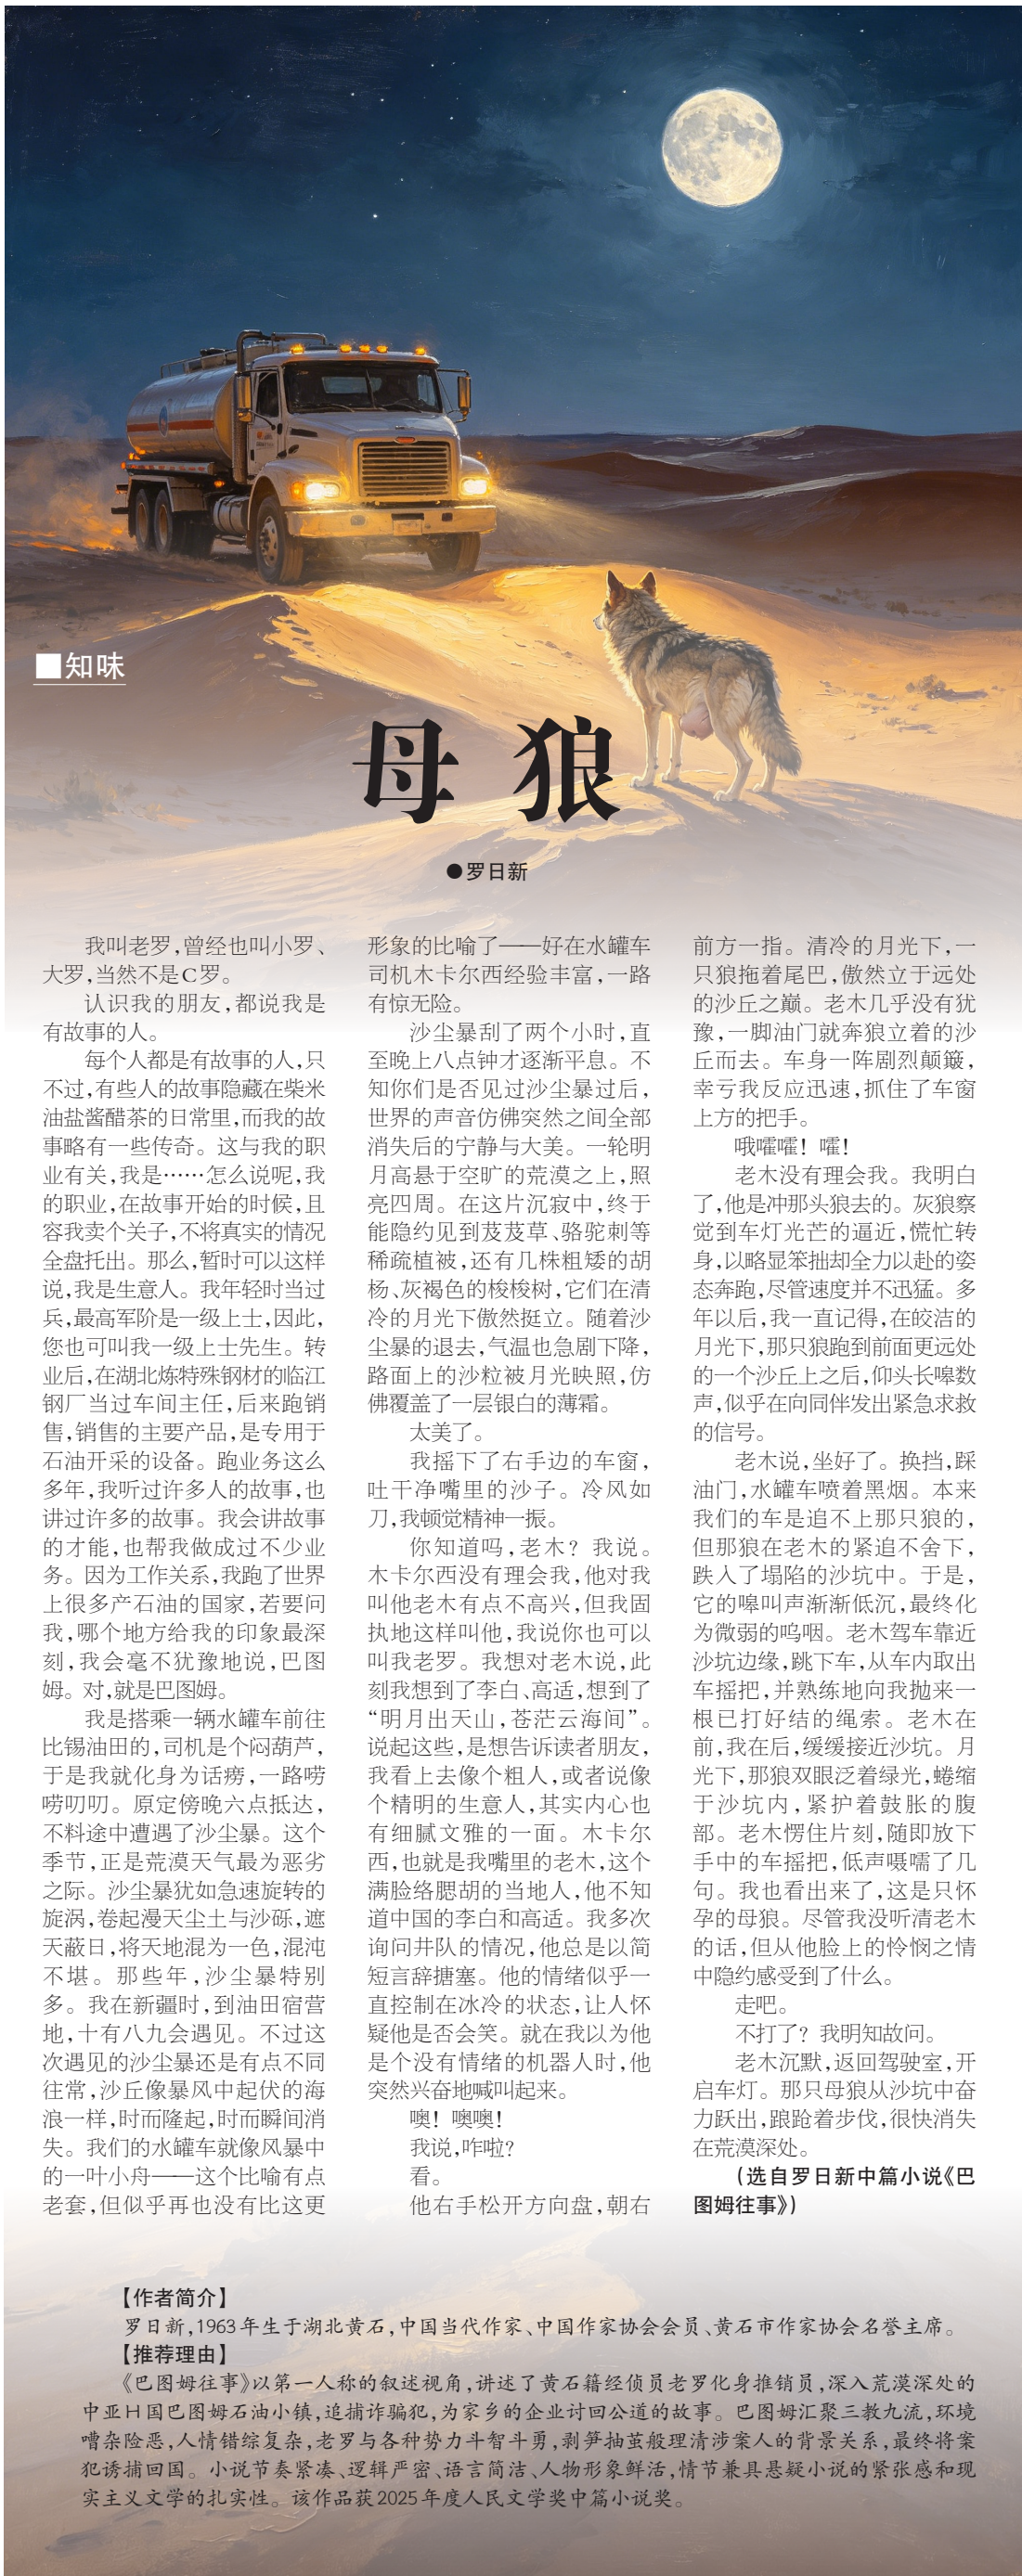 ■知味
母狼
●罗日新
我叫老罗,曾经也叫小罗、
大罗,当然不是C罗。
认识我的朋友,都说我是
有故事的人。
每个人都是有故事的人,只
不过,有些人的故事隐藏在柴米
油盐酱醋茶的日常里,而我的故
事略有一些传奇。这与我的职
业有关,我是……怎么说呢,我
的职业,在故事开始的时候,且
容我卖个关子,不将真实的情况
全盘托出。那么,暂时可以这样
说,我是生意人。我年轻时当过
兵,最高军阶是一级上士,因此,
您也可叫我一级上士先生。转
业后,在湖北炼特殊钢材的临江
钢厂当过车间主任,后来跑销
售,销售的主要产品,是专用于
石油开采的设备。跑业务这么
多年,我听过许多人的故事,也
讲过许多的故事。我会讲故事
的才能,也帮我做成过不少业
务。因为工作关系,我跑了世界
上很多产石油的国家,若要问
我,哪个地方给我的印象最深
刻,我会毫不犹豫地说,巴图
姆。对,就是巴图姆。
我是搭乘一辆水罐车前往
比锡油田的,司机是个闷葫芦,
于是我就化身为话痨,一路唠
唠叨叨。原定傍晚六点抵达,
不料途中遭遇了沙尘暴。这个
季节,正是荒漠天气最为恶劣
之际。沙尘暴犹如急速旋转的
旋涡,卷起漫天尘土与沙砾,遮
天蔽日,将天地混为一色,混沌
不堪。那些年,沙尘暴特别
多。我在新疆时,到油田宿营
地,十有八九会遇见。不过这
次遇见的沙尘暴还是有点不同
往常,沙丘像暴风中起伏的海
浪一样,时而隆起,时而瞬间消
失。我们的水罐车就像风暴中
的一叶小舟——这个比喻有点
老套,但似乎再也没有比这更
形象的比喻了——好在水罐车
司机木卡尔西经验丰富,一路
有惊无险。
沙尘暴刮了两个小时,直
至晚上八点钟才逐渐平息。不
知你们是否见过沙尘暴过后,
世界的声音仿佛突然之间全部
消失后的宁静与大美。一轮明
月高悬于空旷的荒漠之上,照
亮四周。在这片沉寂中,终于
能隐约见到芨芨草、骆驼刺等
稀疏植被,还有几株粗矮的胡
杨、灰褐色的梭梭树,它们在清
冷的月光下傲然挺立。随着沙
尘暴的退去,气温也急剧下降,
路面上的沙粒被月光映照,仿
佛覆盖了一层银白的薄霜。
太美了。
我摇下了右手边的车窗,
吐干净嘴里的沙子。冷风如
刀,我顿觉精神一振。
你知道吗,老木?我说。
木卡尔西没有理会我,他对我
叫他老木有点不高兴,但我固
执地这样叫他,我说你也可以
叫我老罗。我想对老木说,此
刻我想到了李白、高适,想到了
“明月出天山,苍茫云海间”。
说起这些,是想告诉读者朋友,
我看上去像个粗人,或者说像
个精明的生意人,其实内心也
有细腻文雅的一面。木卡尔
西,也就是我嘴里的老木,这个
满脸络腮胡的当地人,他不知
道中国的李白和高适。我多次
询问井队的情况,他总是以简
短言辞搪塞。他的情绪似乎一
直控制在冰冷的状态,让人怀
疑他是否会笑。就在我以为他
是个没有情绪的机器人时,他
突然兴奋地喊叫起来。
噢!噢噢!
我说,咋啦?
看。
他右手松开方向盘,朝右
前方一指。清冷的月光下,一
只狼拖着尾巴,傲然立于远处
的沙丘之巅。老木几乎没有犹
豫,一脚油门就奔狼立着的沙
丘而去。车身一阵剧烈颠簸,
幸亏我反应迅速,抓住了车窗
上方的把手。
哦嚯嚯!嚯!
老木没有理会我。我明白
了,他是冲那头狼去的。灰狼察
觉到车灯光芒的逼近,慌忙转
身,以略显笨拙却全力以赴的姿
态奔跑,尽管速度并不迅猛。多
年以后,我一直记得,在皎洁的
月光下,那只狼跑到前面更远处
的一个沙丘上之后,仰头长嗥数
声,似乎在向同伴发出紧急求救
的信号。
老木说,坐好了。换挡,踩
油门,水罐车喷着黑烟。本来
我们的车是追不上那只狼的,
但那狼在老木的紧追不舍下,
跌入了塌陷的沙坑中。于是,
它的嗥叫声渐渐低沉,最终化
为微弱的呜咽。老木驾车靠近
沙坑边缘,跳下车,从车内取出
车摇把,并熟练地向我抛来一
根已打好结的绳索。老木在
前,我在后,缓缓接近沙坑。月
光下,那狼双眼泛着绿光,蜷缩
于沙坑内,紧护着鼓胀的腹
部。老木愣住片刻,随即放下
手中的车摇把,低声嗫嚅了几
句。我也看出来了,这是只怀
孕的母狼。尽管我没听清老木
的话,但从他脸上的怜悯之情
中隐约感受到了什么。
走吧。
不打了?我明知故问。
老木沉默,返回驾驶室,开
启车灯。那只母狼从沙坑中奋
力跃出,踉跄着步伐,很快消失
在荒漠深处。
(选自罗日新中篇小说《巴
图姆往事》)
【作者简介】
罗日新,1963年生于湖北黄石,中国当代作家、中国作家协会会员、黄石市作家协会名誉主席。
【推荐理由】
《巴图姆往事》以第一人称的叙述视角,讲述了黄石籍经侦员老罗化身推销员,深入荒漠深处的
中亚H国巴图姆石油小镇,追捕诈骗犯,为家乡的企业讨回公道的故事。巴图姆汇聚三教九流,环境
嘈杂险恶,人情错综复杂,老罗与各种势力斗智斗勇,剥笋抽茧般理清涉案人的背景关系,最终将案
犯诱捕回国。小说节奏紧凑、逻辑严密、语言简洁、人物形象鲜活,情节兼具悬疑小说的紧张感和现
实主义文学的扎实性。该作品获2025年度人民文学奖中篇小说奖。